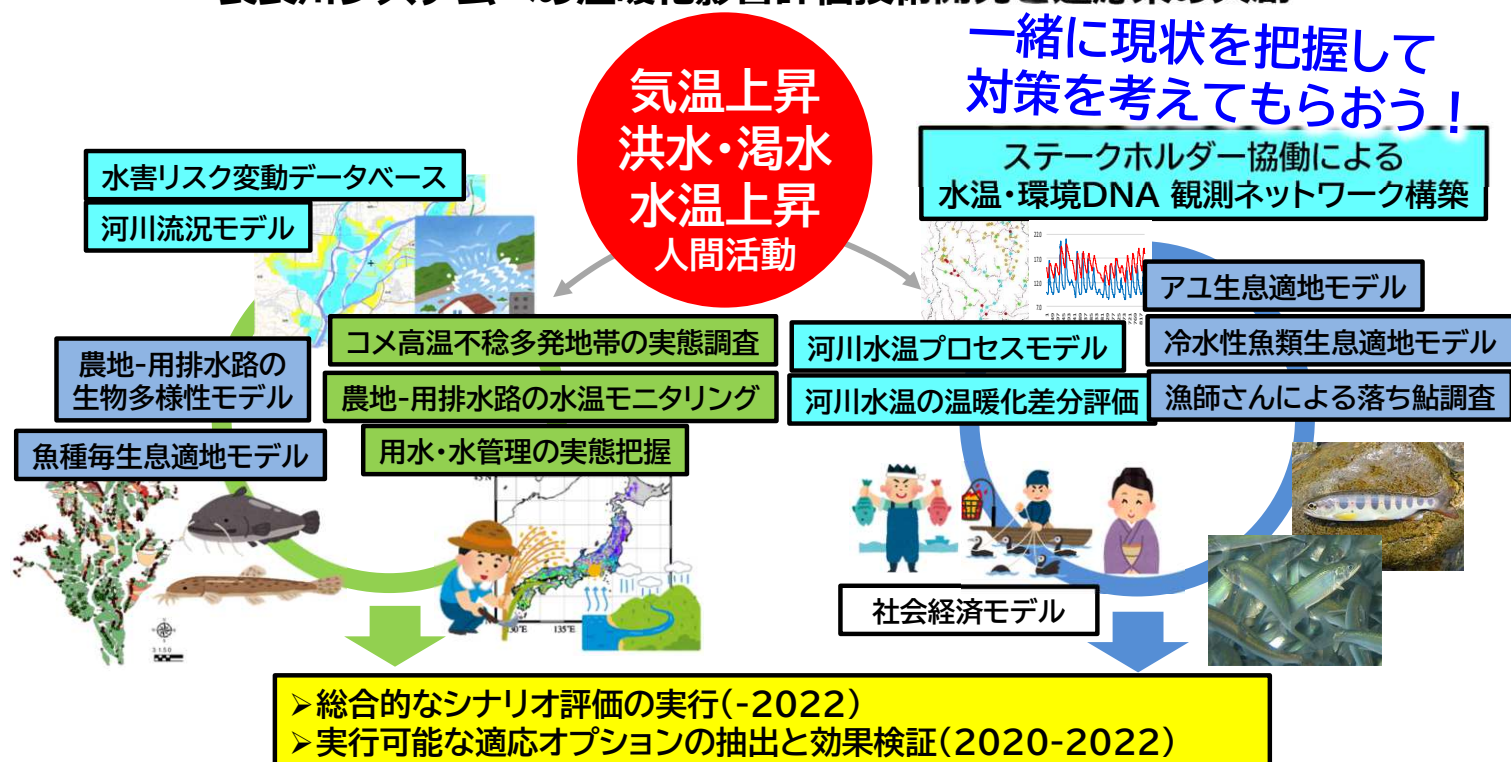 一緒に現状を把握して
対策を考えてもらおう！
気温上昇
洪水・渇水
水温上昇
人間活動
水害リスク変動データベース
河川流況モデル
ステークホルダー協働による
水温・環境DNA 観測ネットワーク構築
22.0
17.0
12.0
7.0
農地-用排水路の
生物多様性モデル
魚種毎生息適地モデル
コメ高温不稔多発地帯の実態調査
農地-用排水路の水温モニタリング
用水・水管理の実態把握
河川水温プロセスモデル
河川水温の温暖化差分評価
アユ生息適地モデル
冷水性魚類生息適地モデル
漁師さんによる落ち鮎調査
135°E
社会経済モデル
➢総合的なシナリオ評価の実行(-2022)
➢実行可能な適応オプションの抽出と効果検証(2020-2022)